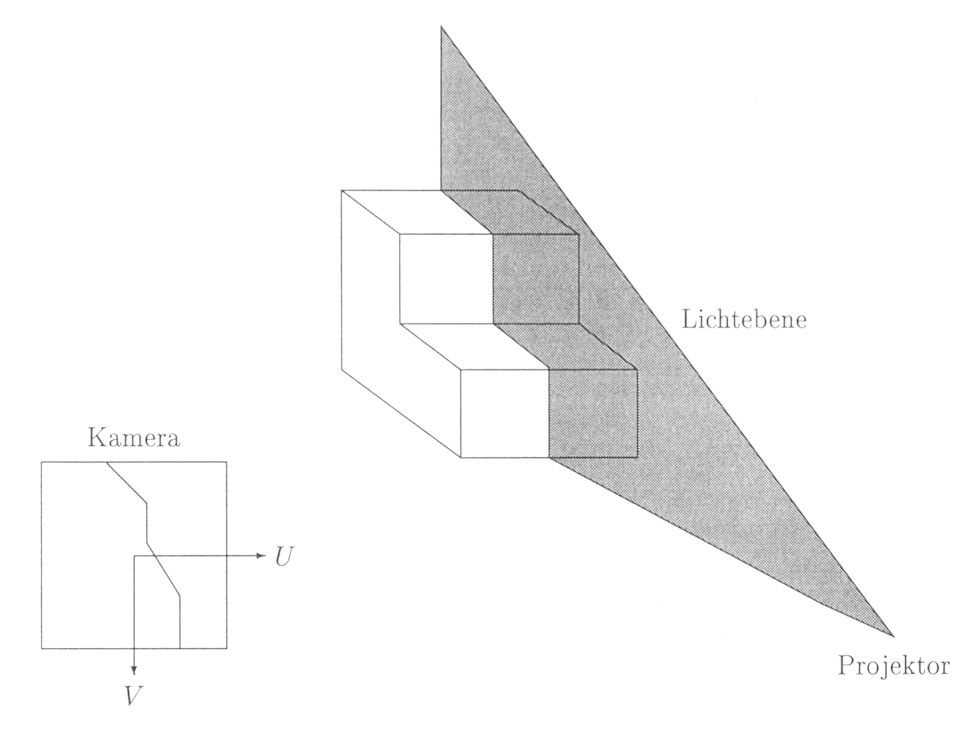 Lichtebene
Kamera
U
V
Projektor